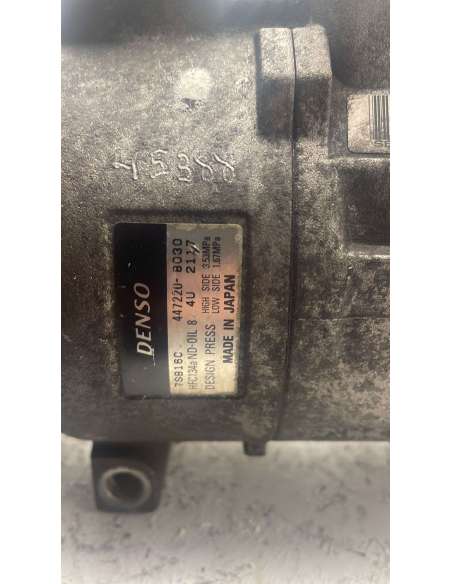 45388
DENSO
7SB16C 447220-8030
HFC134a ND-OIL 8 4U 2117
DESIGN PRESS HIGH SIDE 3.53MPa
LOW SIDE 1.67MPa
MADE IN JAPAN